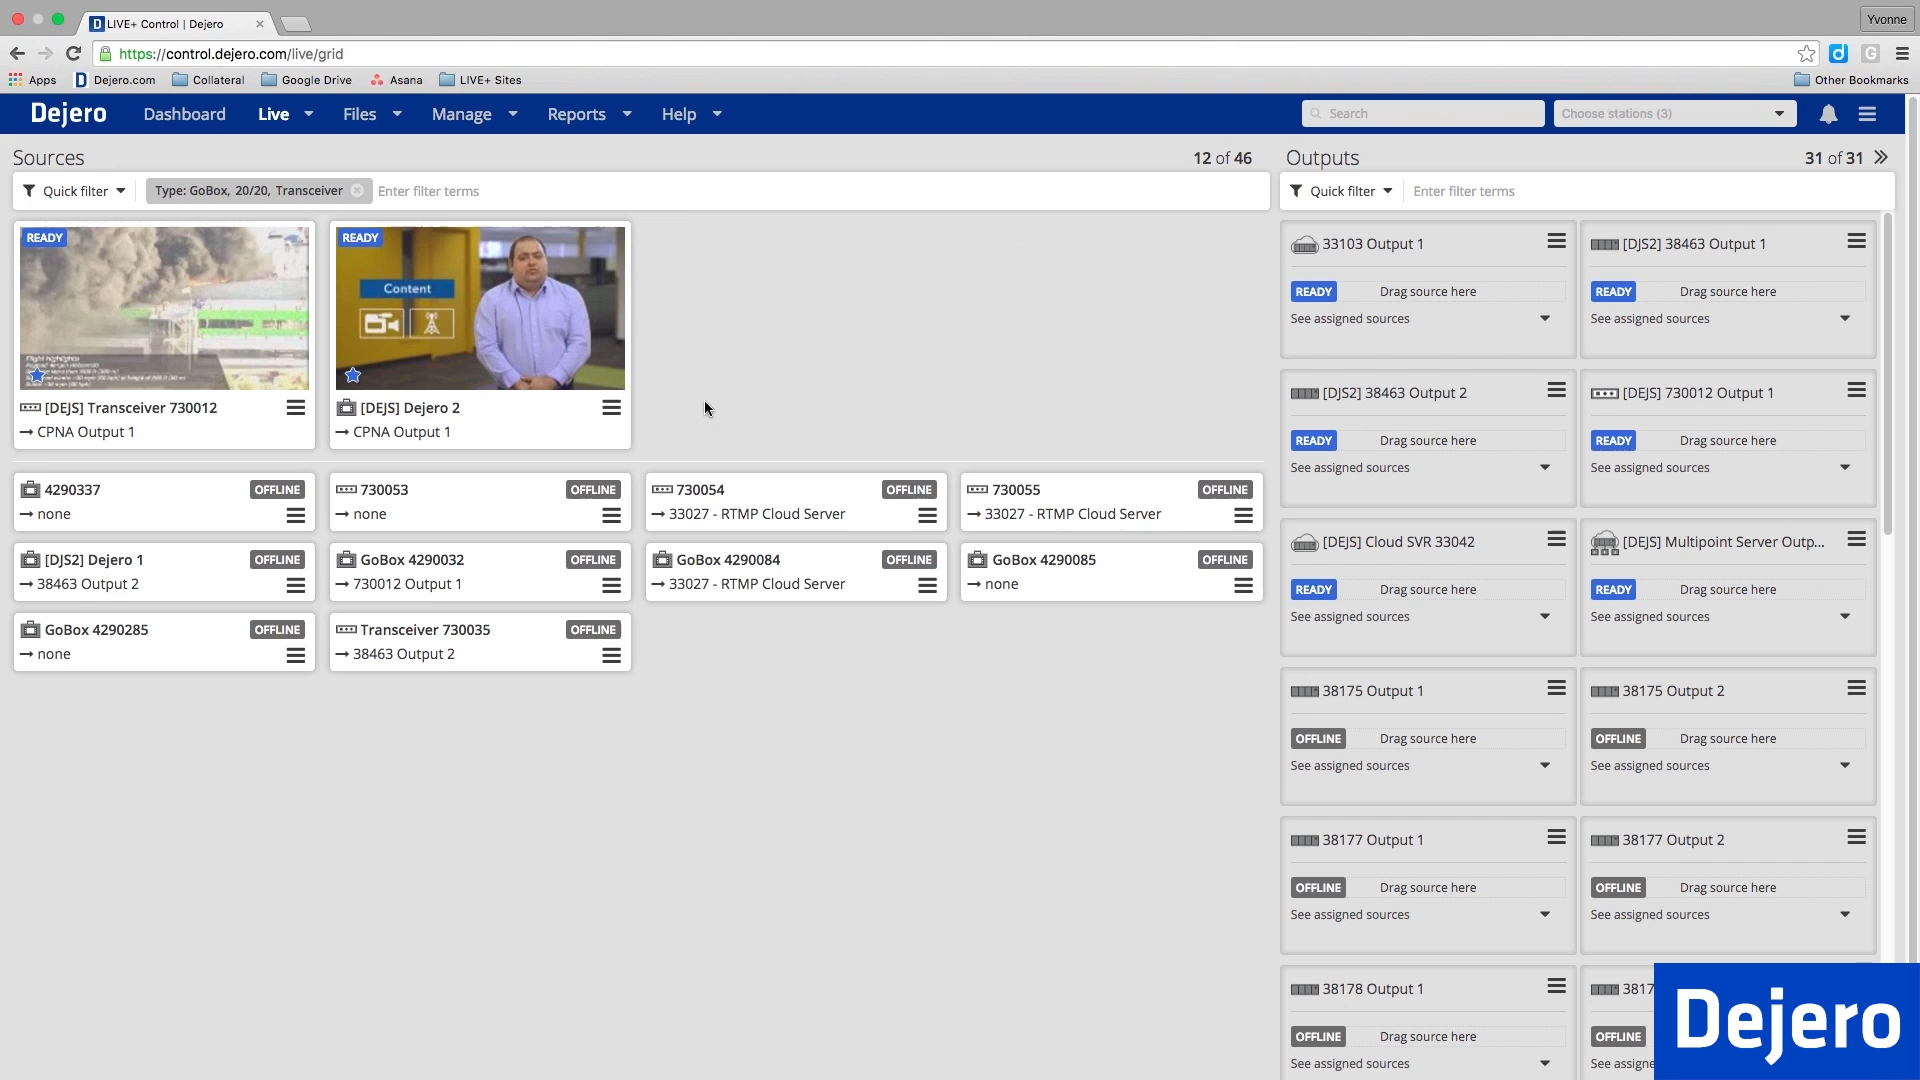 LIVE+ Control | Dejero
Yvonne
https://control.dejero.com/live/grid
Apps
Dejero.com
Collateral
Google Drive
Asana
LIVE+ Sites
Other Bookmarks
Dejero
Dashboard
Live
Files
Manage
Reports
Help
Search
Choose stations (3)
Sources
12 of 46
Quick filter
Type: GoBox, 20/20, Transceiver
Enter filter terms
READY
[DEJS] Transceiver 730012
→ CPNA Output 1
READY
Content
[DEJS] Dejero 2
→ CPNA Output 1
4290337
OFFLINE
→ none
730053
OFFLINE
→ none
730054
OFFLINE
→ 33027 - RTMP Cloud Server
730055
OFFLINE
→ 33027 - RTMP Cloud Server
[DJS2] Dejero 1
OFFLINE
→ 38463 Output 2
GoBox 4290032
OFFLINE
→ 730012 Output 1
GoBox 4290084
OFFLINE
→ 33027 - RTMP Cloud Server
GoBox 4290085
OFFLINE
→ none
GoBox 4290285
OFFLINE
→ none
Transceiver 730035
OFFLINE
→ 38463 Output 2
Outputs
31 of 31
Quick filter
Enter filter terms
33103 Output 1
READY
Drag source here
See assigned sources
[DJS2] 38463 Output 1
READY
Drag source here
See assigned sources
[DJS2] 38463 Output 2
READY
Drag source here
See assigned sources
[DEJS] 730012 Output 1
READY
Drag source here
See assigned sources
[DEJS] Cloud SVR 33042
READY
Drag source here
See assigned sources
[DEJS] Multipoint Server Outp...
READY
Drag source here
See assigned sources
38175 Output 1
OFFLINE
Drag source here
See assigned sources
38175 Output 2
OFFLINE
Drag source here
See assigned sources
38177 Output 1
OFFLINE
Drag source here
See assigned sources
38177 Output 2
OFFLINE
Drag source here
See assigned sources
38178 Output 1
OFFLINE
Drag source here
See assigned sources
3817
OFFLINE
See assigne
Dejero